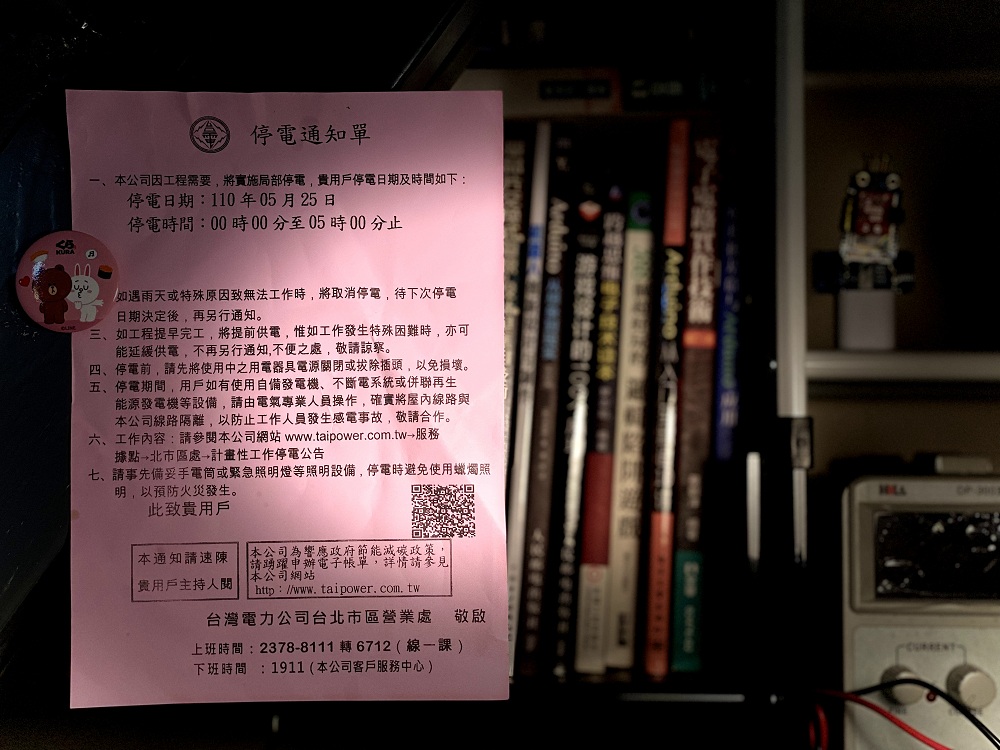 停電通知單
一、本公司因工程需要，將實施局部停電，貴用戶停電日期及時間如下：
停電日期：110 年 05 月 25 日
停電時間：00 時 00 分至 05 時 00 分止
如遇雨天或特殊原因致無法工作時，將取消停電，待下次停電
日期決定後，再另行通知。
三、如工程提早完工，將提前供電，惟如工作發生特殊困難時，亦可
能延緩供電，不再另行通知,不便之處，敬請諒察。
四、停電前，請先將使用中之用電器具電源關閉或拔除插頭，以免損壞。
五、停電期間，用戶如有使用自備發電機、不斷電系統或併聯再生
能源發電機等設備，請由電氣專業人員操作，確實將屋內線路與
本公司線路隔離，以防止工作人員發生感電事故，敬請合作。
六、工作內容：請參閱本公司網站 www.taipower.com.tw→服務
據點→北市區處→計畫性工作停電公告
七、請事先備妥手電筒或緊急照明燈等照明設備，停電時避免使用蠟燭照
明，以預防火災發生。
此致貴用戶
本通知請速陳
貴用戶主持人閱
本公司為響應政府節能減碳政策，
請踴躍申辦電子帳單，詳情請參見
本公司網站
http：//www.taipower.com.tw
台灣電力公司台北市區營業處　敬啟
上班時間：2378-8111 轉 6712（線一課）
下班時間　：1911（本公司客戶服務中心）
KURA
Arduino
Arduino
CURRENT